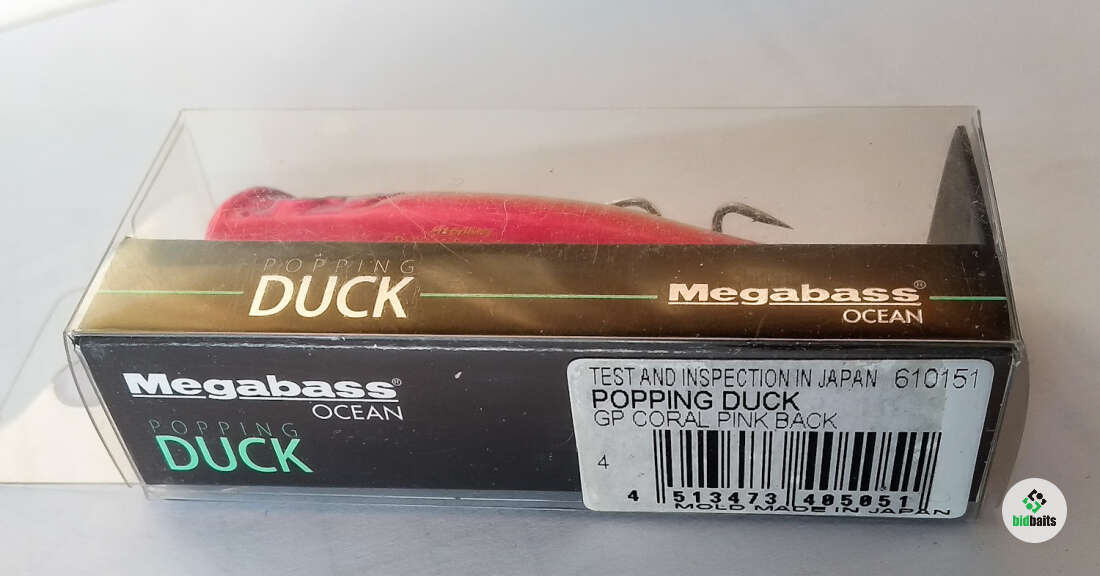 POPPING
DUCK
Megabass®
OCEAN
Megabass®
OCEAN
POPPING
DUCK
TEST AND INSPECTION IN JAPAN 610151
POPPING DUCK
GP CORAL PINK BACK
4
4 513473 405051
MOLD MADE IN JAPAN
bidbaits